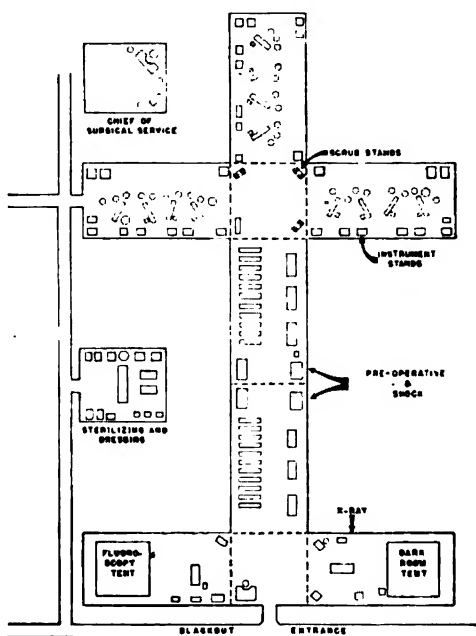 CHIEF OF
SURGICAL SERVICE
SCRUB STANDS
INSTRUMENT
STANDS
PRE-OPERATIVE
&
SHOCK
STERILIZING AND
DRESSING
X-RAY
FLUORO-
SCOPY
TENT
DARK
ROOM
TENT
BLACKOUT ENTRANCE